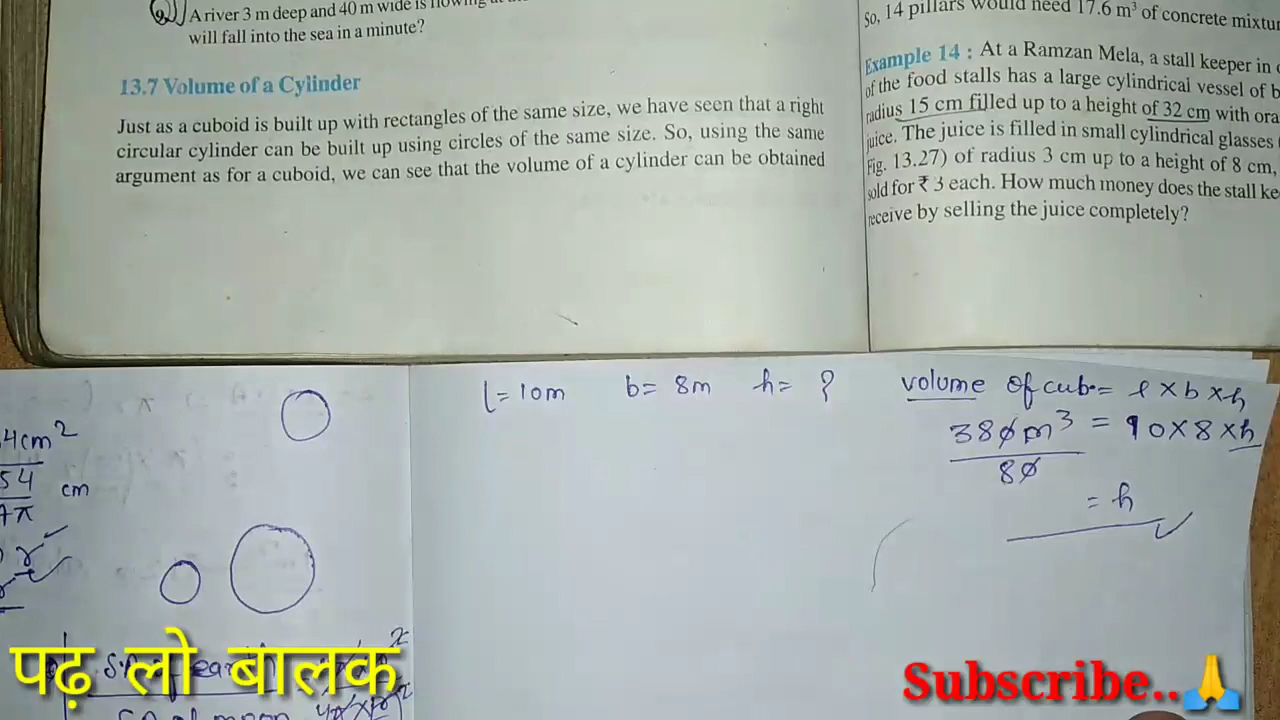 A river 3 m deep and 40 m wide is flowing at
will fall into the sea in a minute?
13.7 Volume of a Cylinder
Just as a cuboid is built up with rectangles of the same size, we have seen that a right
circular cylinder can be built up using circles of the same size. So, using the same
argument as for a cuboid, we can see that the volume of a cylinder can be obtained
So, 14 pillars would need 17.6 m³ of concrete
Example 14 : At a Ramzan Mela, a stall keeper in
of the food stalls has a large cylindrical vessel of
radius 15 cm filled up to a height of 32 cm with
juice. The juice is filled in small cylindrical glasses
Fig. 13.27) of radius 3 cm up to a height of 8 cm,
sold for ₹ 3 each. How much money does the stall
receive by selling the juice completely?
l = 10m b = 8m h = ?
volume of cub = l × b × h
380 m³ = 10 × 8 × h
80
= h
4cm²
54 cm
7π
r
पढ़ लो बालक
Subscribe..🙏